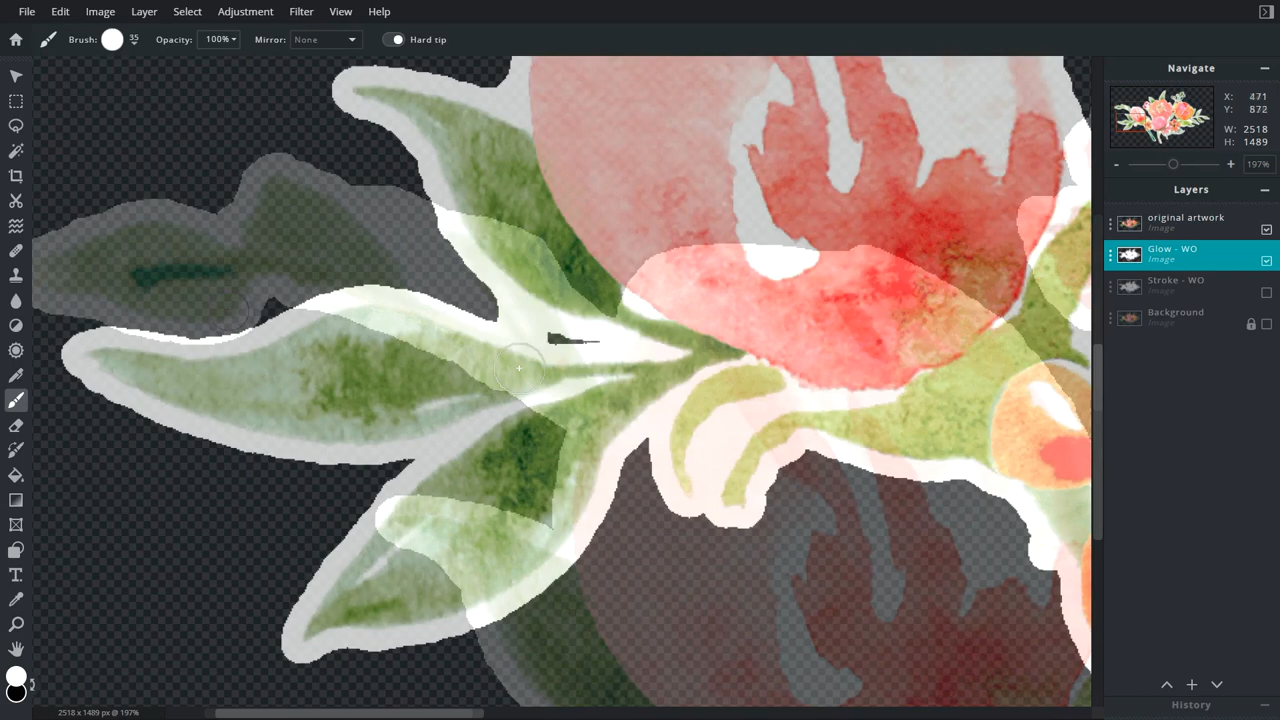 File Edit Image Layer Select Adjustment Filter View Help
Brush: 35 Opacity: 100% Mirror: None Hard tip
Navigate
X: 471
Y: 872
W: 2518
H: 1489
- + 197%
Layers
original artwork
Image
Glow - WO
Image
Stroke - WO
Image
Background
Image
History
2518 x 1489 px @ 197%